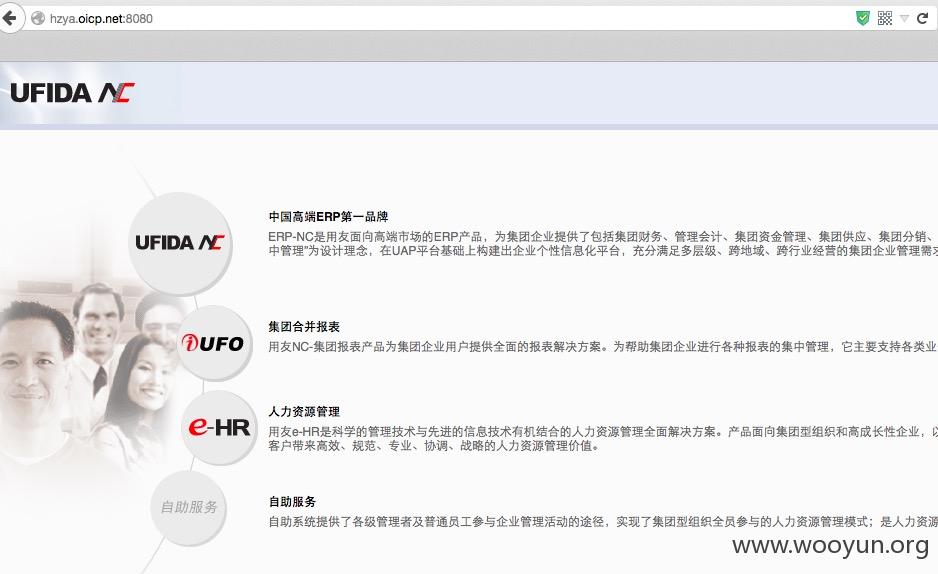 hzya.oicp.net:8080
UFIDA NC
UFIDA NC
中国高端ERP第一品牌
ERP-NC是用友面向高端市场的ERP产品，为集团企业提供了包括集团财务、管理会计、集团资金管理、集团供应、集团分销、
中管理"为设计理念，在UAP平台基础上构建出企业个性信息化平台，充分满足多层级、跨地域、跨行业经营的集团企业管理需求
iUFO
集团合并报表
用友NC-集团报表产品为集团企业用户提供全面的报表解决方案。为帮助集团企业进行各种报表的集中管理，它主要支持各类业
e-HR
人力资源管理
用友e-HR是科学的管理技术与先进的信息技术有机结合的人力资源管理全面解决方案。产品面向集团型组织和高成长性企业，以
客户带来高效、规范、专业、协调、战略的人力资源管理价值。
自助服务
自助服务
自助系统提供了各级管理者及普通员工参与企业管理活动的途径，实现了集团型组织全员参与的人力资源管理模式；是人力资源
www.wooyun.org